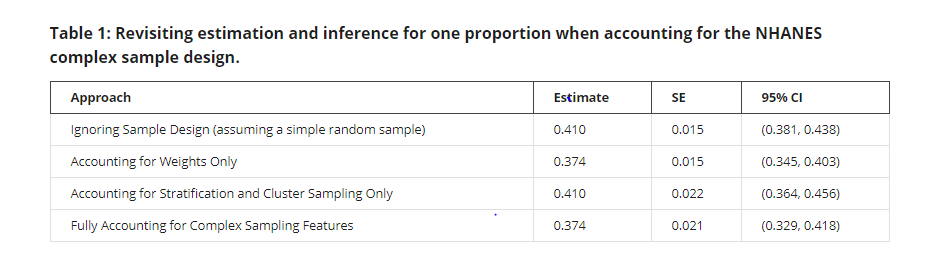 Table 1: Revisiting estimation and inference for one proportion when accounting for the NHANES
complex sample design.
Approach Estimate SE 95% CI
Ignoring Sample Design (assuming a simple random sample) 0.410 0.015 (0.381, 0.438)
Accounting for Weights Only 0.374 0.015 (0.345, 0.403)
Accounting for Stratification and Cluster Sampling Only 0.410 0.022 (0.364, 0.456)
Fully Accounting for Complex Sampling Features 0.374 0.021 (0.329, 0.418)